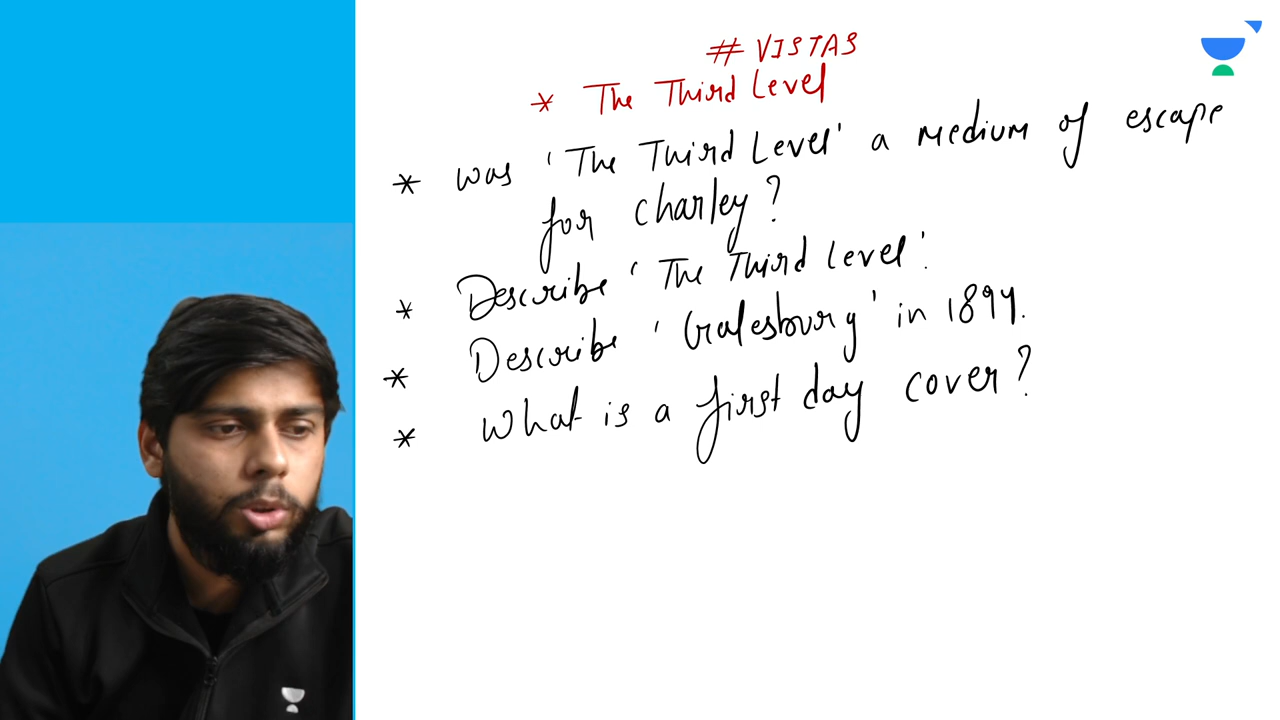 # VISTAS
* The Third Level
* Was 'The Third Level' a medium of escape
for Charley?
* Describe 'The Third Level'.
* Describe 'Galesburg' in 1894.
* What is a first day cover?